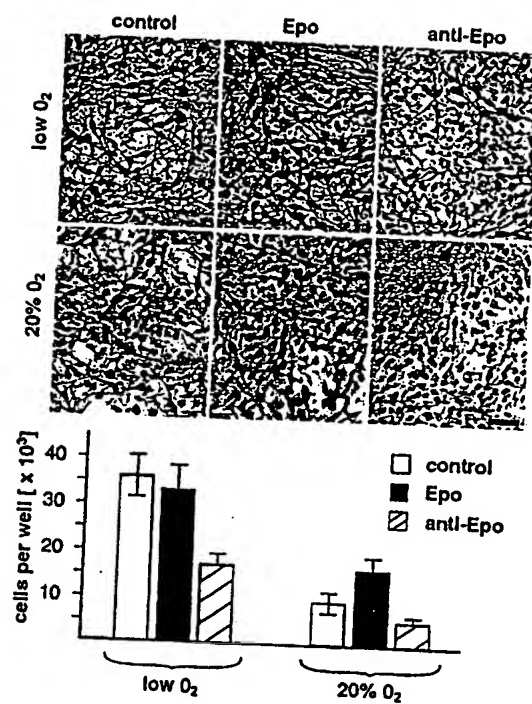 control Epo anti-Epo
low O₂
20% O₂
cells per well [ x 10³ ]
40
30
20
10
control
Epo
anti-Epo
low O₂ 20% O₂